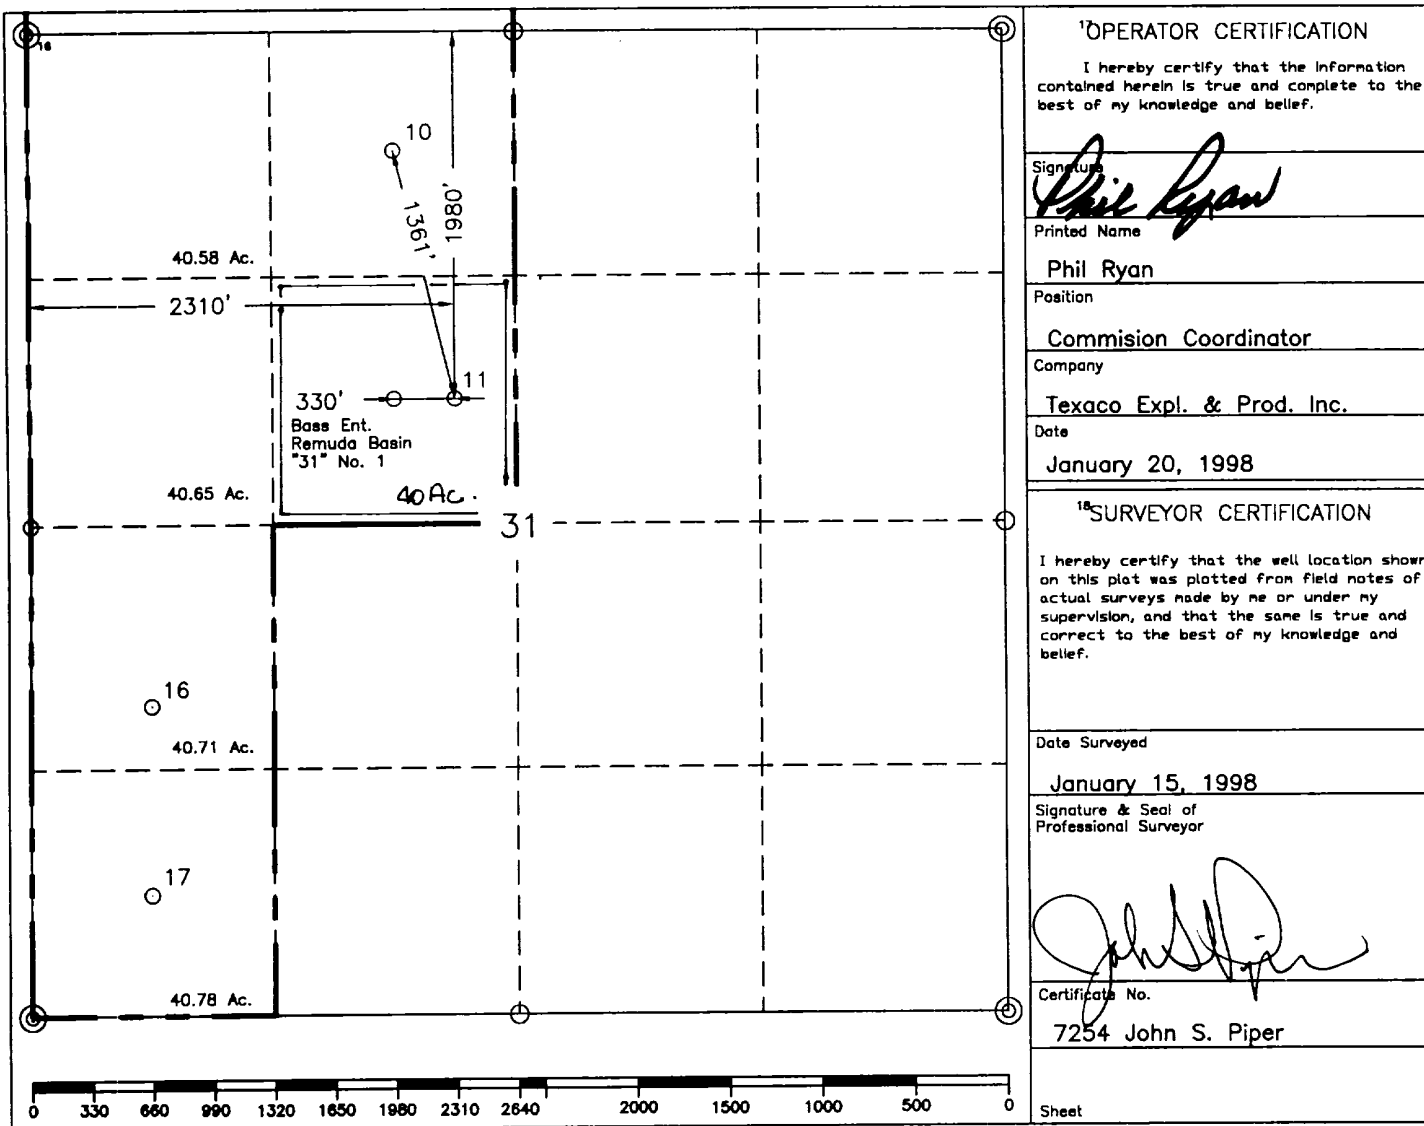 16
10
1361'
1980'
40.58 Ac.
2310'
11
330'
Bass Ent.
Remuda Basin
"31" No. 1
40.65 Ac.
40 Ac.
31
16
40.71 Ac.
17
40.78 Ac.
0 330 660 990 1320 1650 1980 2310 2640 2000 1500 1000 500 0
17 OPERATOR CERTIFICATION
I hereby certify that the information
contained herein is true and complete to the
best of my knowledge and belief.
Signature
Phil Ryan
Printed Name
Phil Ryan
Position
Commision Coordinator
Company
Texaco Expl. & Prod. Inc.
Date
January 20, 1998
18 SURVEYOR CERTIFICATION
I hereby certify that the well location shown
on this plat was plotted from field notes of
actual surveys made by me or under my
supervision, and that the same is true and
correct to the best of my knowledge and
belief.
Date Surveyed
January 15, 1998
Signature & Seal of
Professional Surveyor
John S Piper
Certificate No.
7254 John S. Piper
Sheet